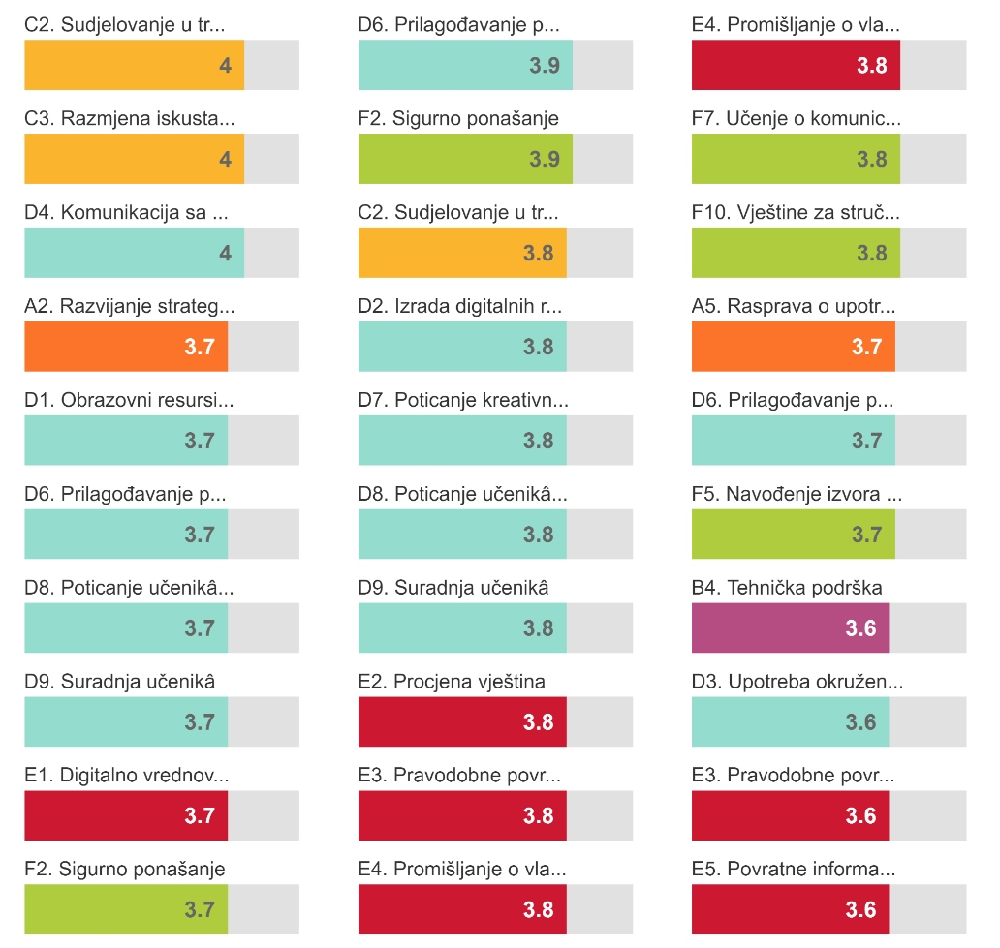 C2. Sudjelovanje u tr...
4
C3. Razmjena iskusta...
4
D4. Komunikacija sa ...
4
A2. Razvijanje strateg...
3.7
D1. Obrazovni resursi...
3.7
D6. Prilagođavanje p...
3.7
D8. Poticanje učenikâ...
3.7
D9. Suradnja učenikâ
3.7
E1. Digitalno vrednov...
3.7
F2. Sigurno ponašanje
3.7
D6. Prilagođavanje p...
3.9
F2. Sigurno ponašanje
3.9
C2. Sudjelovanje u tr...
3.8
D2. Izrada digitalnih r...
3.8
D7. Poticanje kreativn...
3.8
D8. Poticanje učenikâ...
3.8
D9. Suradnja učenikâ
3.8
E2. Procjena vještina
3.8
E3. Pravodobne povr...
3.8
E4. Promišljanje o vla...
3.8
E4. Promišljanje o vla...
3.8
F7. Učenje o komunic...
3.8
F10. Vještine za struč...
3.8
A5. Rasprava o upotr...
3.7
D6. Prilagođavanje p...
3.7
F5. Navođenje izvora ...
3.7
B4. Tehnička podrška
3.6
D3. Upotreba okružen...
3.6
E3. Pravodobne povr...
3.6
E5. Povratne informa...
3.6